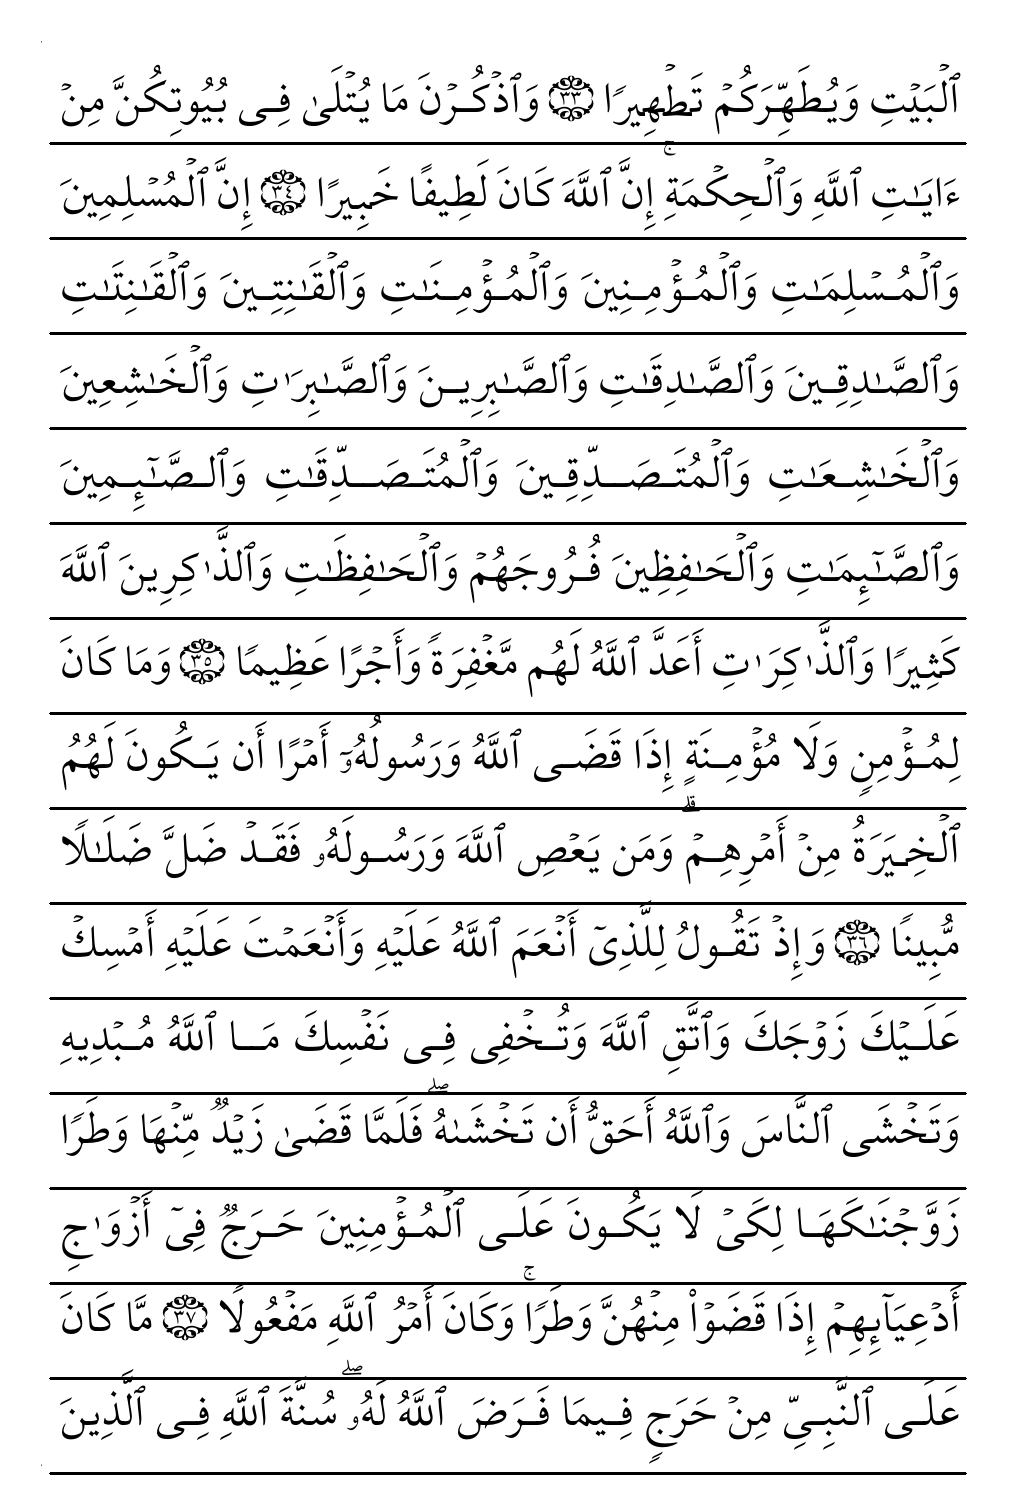 ٱلۡبَيۡتِ وَيُطَهِّرَكُمۡ تَطۡهِيرًا ٣٣ وَٱذۡكُرۡنَ مَا يُتۡلَىٰ فِي بُيُوتِكُنَّ مِنۡ
ءَايَٰتِ ٱللَّهِ وَٱلۡحِكۡمَةِۚ إِنَّ ٱللَّهَ كَانَ لَطِيفًا خَبِيرًا ٣٤ إِنَّ ٱلۡمُسۡلِمِينَ
وَٱلۡمُسۡلِمَٰتِ وَٱلۡمُؤۡمِنِينَ وَٱلۡمُؤۡمِنَٰتِ وَٱلۡقَٰنِتِينَ وَٱلۡقَٰنِتَٰتِ
وَٱلصَّٰدِقِينَ وَٱلصَّٰدِقَٰتِ وَٱلصَّٰبِرِينَ وَٱلصَّٰبِرَٰتِ وَٱلۡخَٰشِعِينَ
وَٱلۡخَٰشِعَٰتِ وَٱلۡمُتَصَدِّقِينَ وَٱلۡمُتَصَدِّقَٰتِ وَٱلصَّٰٓئِمِينَ
وَٱلصَّٰٓئِمَٰتِ وَٱلۡحَٰفِظِينَ فُرُوجَهُمۡ وَٱلۡحَٰفِظَٰتِ وَٱلذَّٰكِرِينَ ٱللَّهَ
كَثِيرًا وَٱلذَّٰكِرَٰتِ أَعَدَّ ٱللَّهُ لَهُم مَّغۡفِرَةً وَأَجۡرًا عَظِيمًا ٣٥ وَمَا كَانَ
لِمُؤۡمِنٍ وَلَا مُؤۡمِنَةٍ إِذَا قَضَى ٱللَّهُ وَرَسُولُهُۥٓ أَمۡرًا أَن يَكُونَ لَهُمُ
ٱلۡخِيَرَةُ مِنۡ أَمۡرِهِمۡۗ وَمَن يَعۡصِ ٱللَّهَ وَرَسُولَهُۥ فَقَدۡ ضَلَّ ضَلَٰلًا
مُّبِينًا ٣٦ وَإِذۡ تَقُولُ لِلَّذِيٓ أَنۡعَمَ ٱللَّهُ عَلَيۡهِ وَأَنۡعَمۡتَ عَلَيۡهِ أَمۡسِكۡ
عَلَيۡكَ زَوۡجَكَ وَٱتَّقِ ٱللَّهَ وَتُخۡفِي فِي نَفۡسِكَ مَا ٱللَّهُ مُبۡدِيهِ
وَتَخۡشَى ٱلنَّاسَ وَٱللَّهُ أَحَقُّ أَن تَخۡشَىٰهُۖ فَلَمَّا قَضَىٰ زَيۡدٌ مِّنۡهَا وَطَرًا
زَوَّجۡنَٰكَهَا لِكَيۡ لَا يَكُونَ عَلَى ٱلۡمُؤۡمِنِينَ حَرَجٌ فِيٓ أَزۡوَٰجِ
أَدۡعِيَآئِهِمۡ إِذَا قَضَوۡاْ مِنۡهُنَّ وَطَرًاۚ وَكَانَ أَمۡرُ ٱللَّهِ مَفۡعُولًا ٣٧ مَّا كَانَ
عَلَى ٱلنَّبِيِّ مِنۡ حَرَجٍ فِيمَا فَرَضَ ٱللَّهُ لَهُۥۖ سُنَّةَ ٱللَّهِ فِي ٱلَّذِينَ